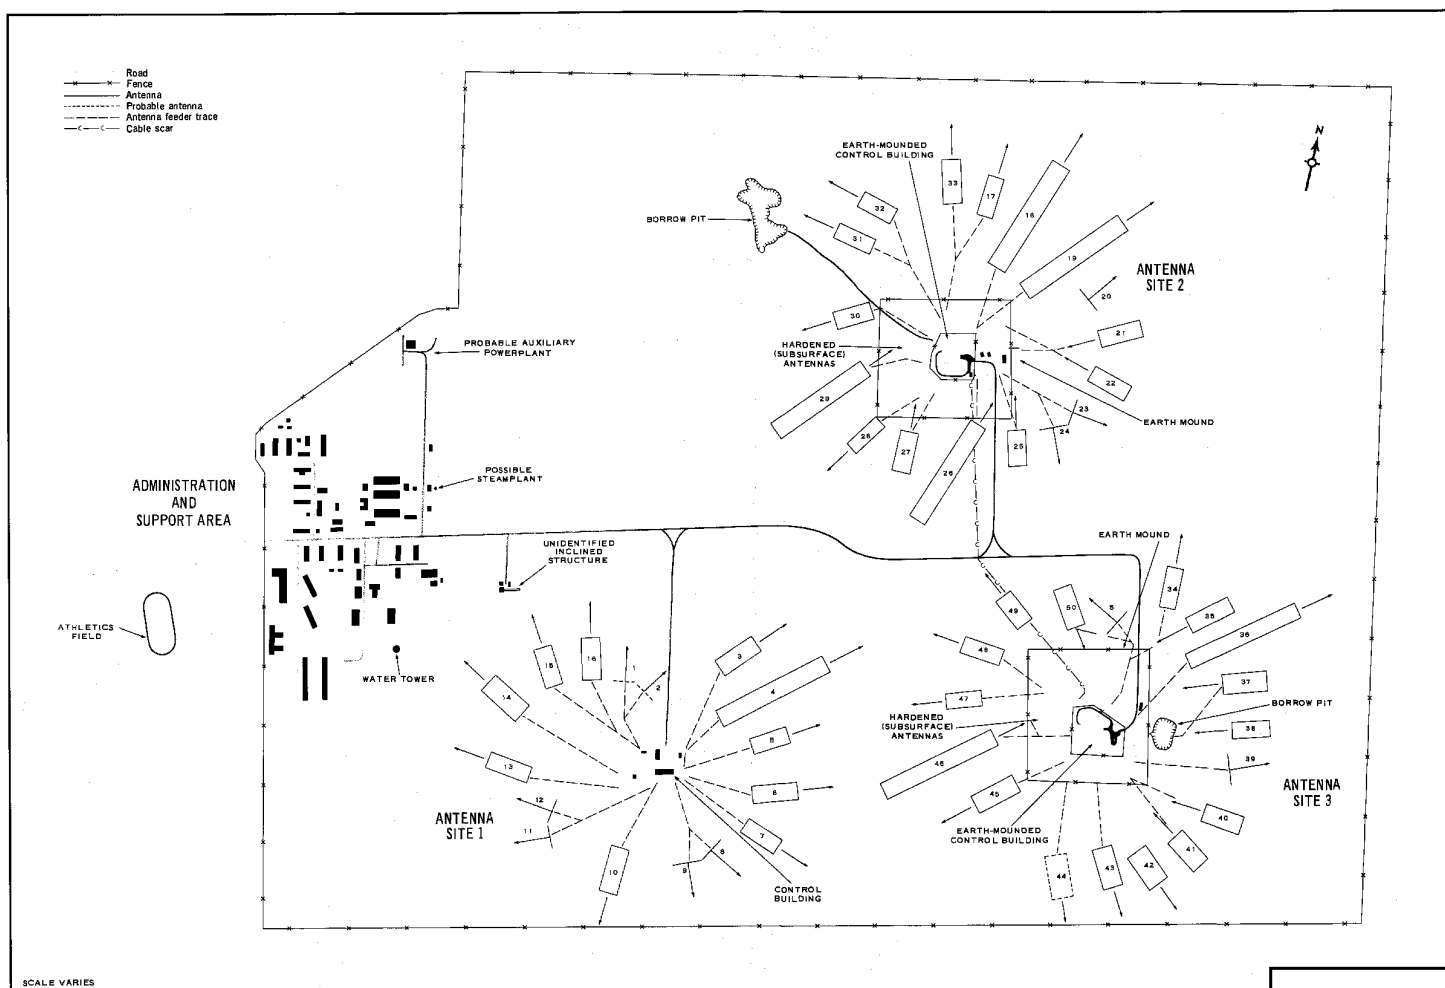 Road
Fence
Antenna
Probable antenna
Antenna feeder trace
Cable scar
N
EARTH-MOUNDED
CONTROL BUILDING
BORROW PIT
33
17
18
32
31
19
ANTENNA
SITE 2
20
30
21
HARDENED
(SUBSURFACE)
ANTENNAS
PROBABLE AUXILIARY
POWERPLANT
22
29
23
EARTH MOUND
24
28
27
25
26
POSSIBLE
STEAMPLANT
ADMINISTRATION
AND
SUPPORT AREA
UNIDENTIFIED
INCLINED
STRUCTURE
EARTH MOUND
34
49
50
35
36
ATHLETICS
FIELD
WATER TOWER
48
47
37
BORROW PIT
38
39
HARDENED
(SUBSURFACE)
ANTENNAS
46
45
15
16
1
2
3
4
14
5
13
6
12
11
7
8
9
10
ANTENNA
SITE 1
CONTROL
BUILDING
EARTH-MOUNDED
CONTROL BUILDING
ANTENNA
SITE 3
40
41
42
43
44
SCALE VARIES